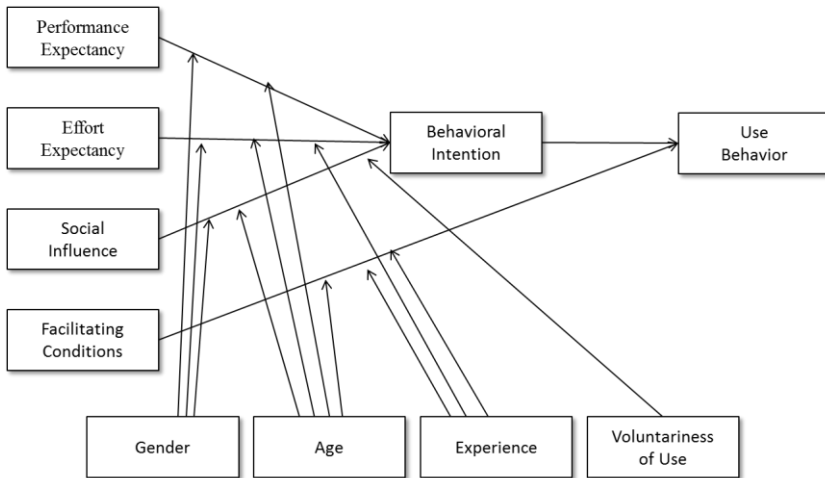 Performance
Expectancy
Effort
Expectancy
Behavioral
Intention
Use
Behavior
Social
Influence
Facilitating
Conditions
Gender
Age
Experience
Voluntariness
of Use